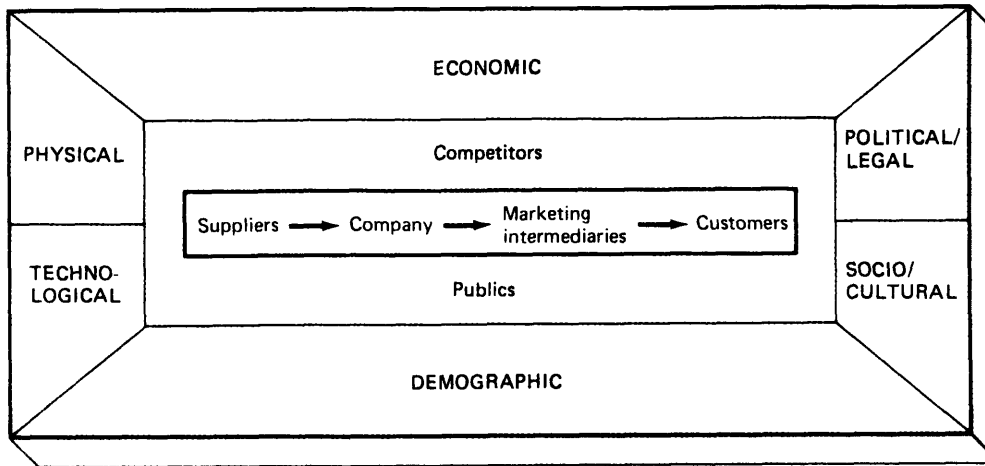 ECONOMIC
PHYSICAL
POLITICAL/
LEGAL
Competitors
Suppliers
Company
Marketing
intermediaries
Customers
TECHNO-
LOGICAL
SOCIO/
CULTURAL
Publics
DEMOGRAPHIC